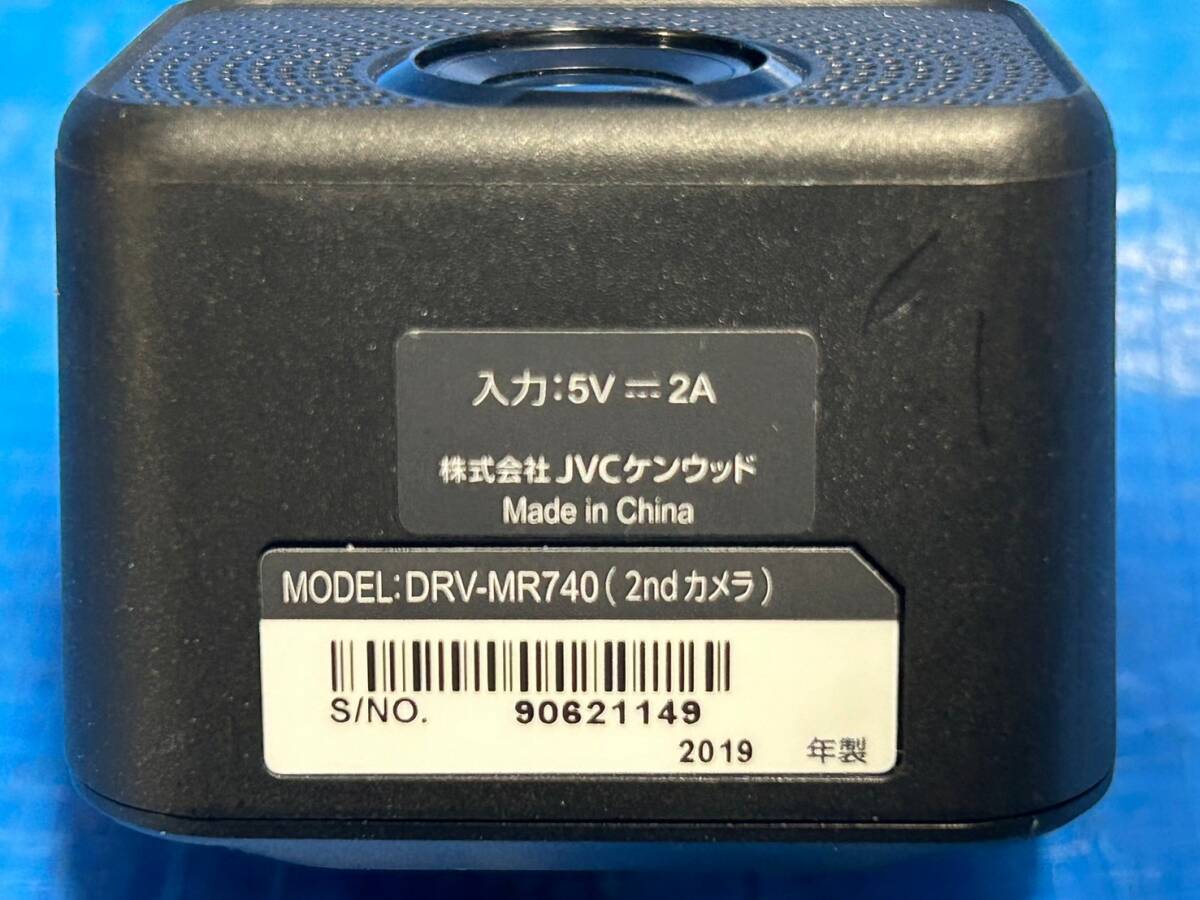 入力:5V⎓2A
株式会社JVCケンウッド
Made in China
MODEL:DRV-MR740(2ndカメラ)
S/NO. 90621149
2019 年製